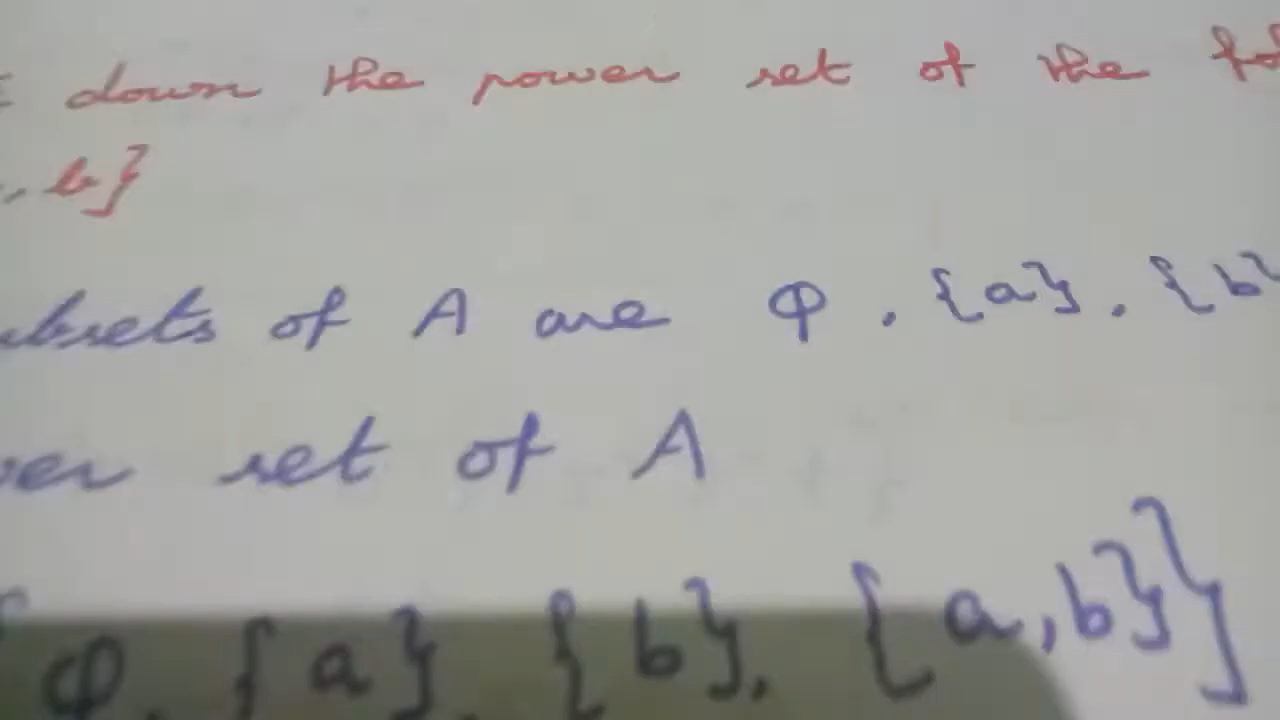 down the power set of the
, b}
subsets of A are φ, {a}, {b}
set of A
{φ, {a}, {b}, {a,b}}